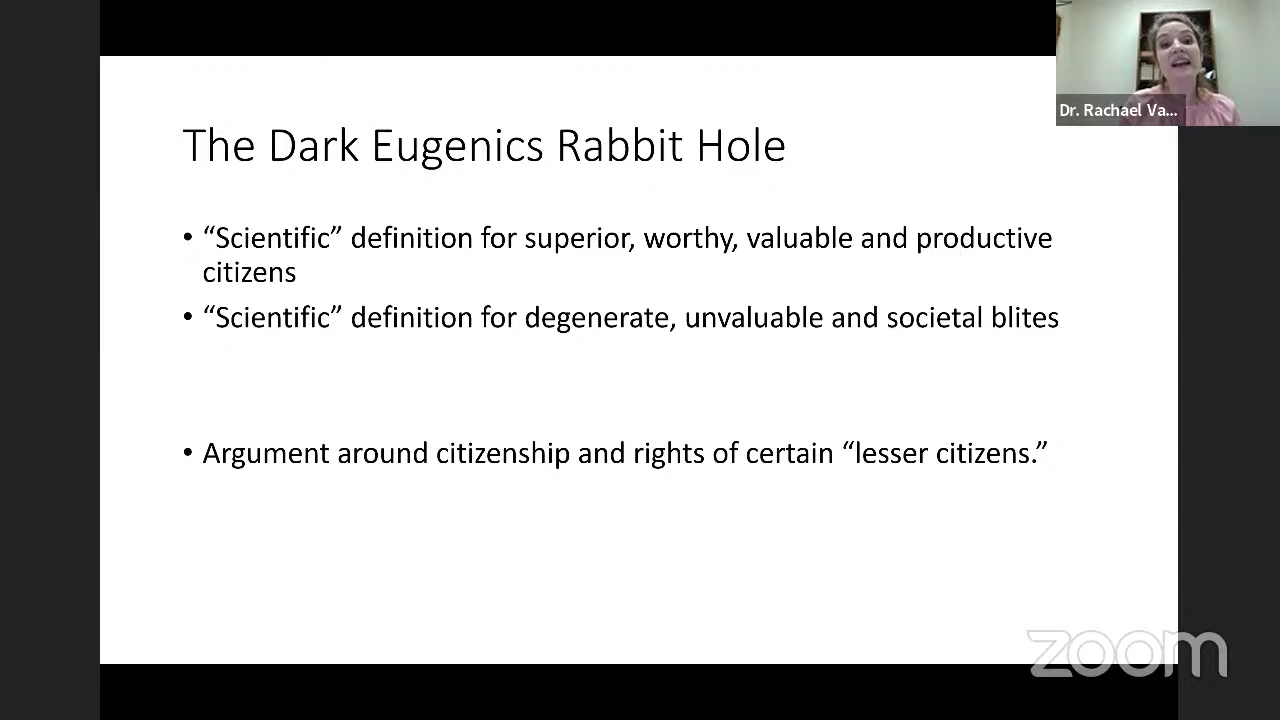 Dr. Rachael Va...
The Dark Eugenics Rabbit Hole
• “Scientific” definition for superior, worthy, valuable and productive
citizens
• “Scientific” definition for degenerate, unvaluable and societal blites
• Argument around citizenship and rights of certain “lesser citizens.”
zoom